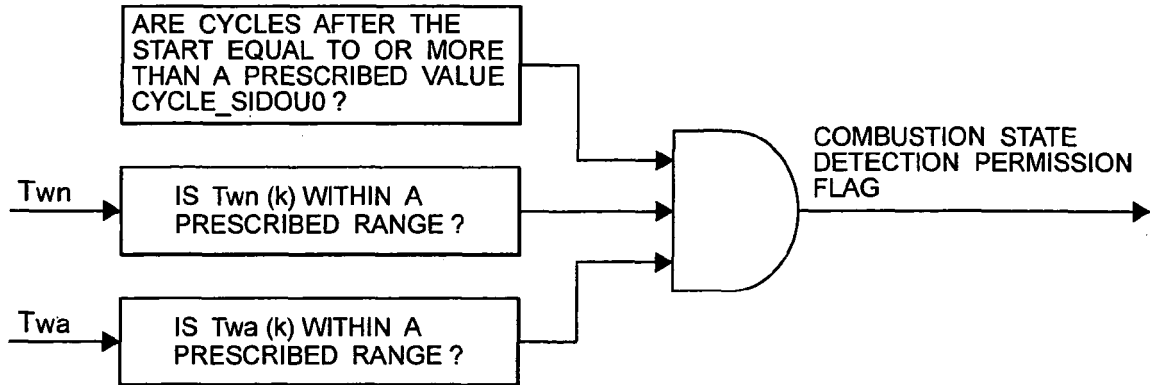 ARE CYCLES AFTER THE
START EQUAL TO OR MORE
THAN A PRESCRIBED VALUE
CYCLE_SIDOU0 ?
COMBUSTION STATE
DETECTION PERMISSION
FLAG
Twn
IS Twn (k) WITHIN A
PRESCRIBED RANGE ?
Twa
IS Twa (k) WITHIN A
PRESCRIBED RANGE ?